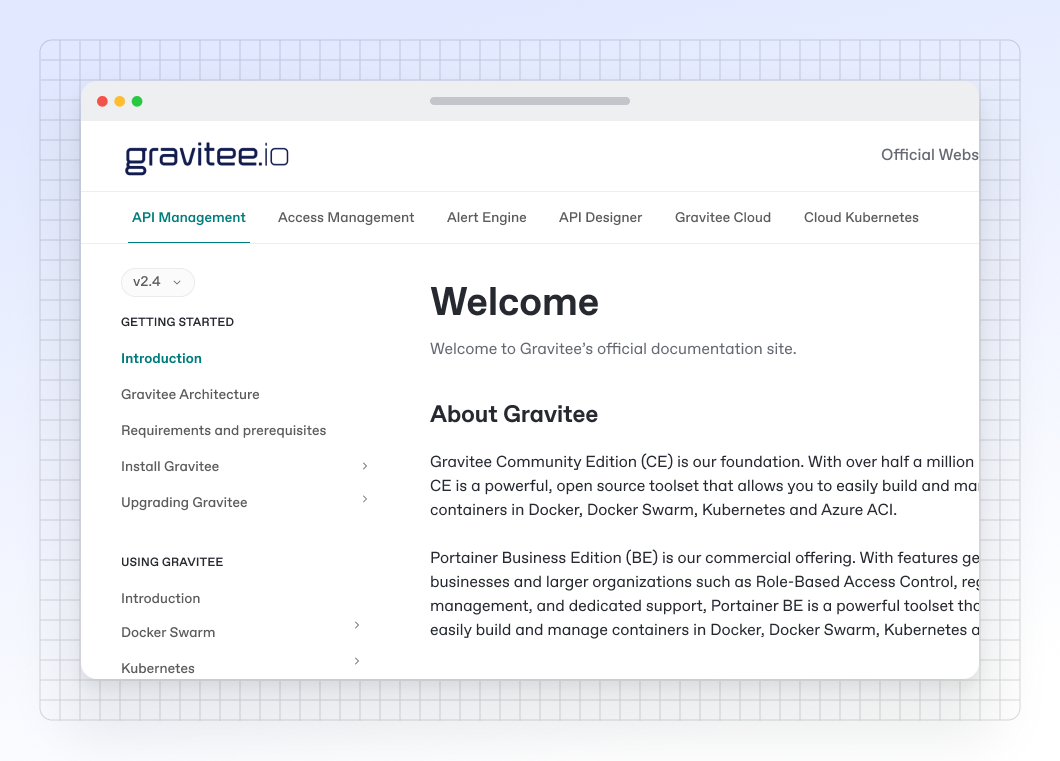 gravitee.io
Official Webs
API Management Access Management Alert Engine API Designer Gravitee Cloud Cloud Kubernetes
v2.4
GETTING STARTED
Introduction
Gravitee Architecture
Requirements and prerequisites
Install Gravitee
Upgrading Gravitee
USING GRAVITEE
Introduction
Docker Swarm
Kubernetes
Welcome
Welcome to Gravitee’s official documentation site.
About Gravitee
Gravitee Community Edition (CE) is our foundation. With over half a million
CE is a powerful, open source toolset that allows you to easily build and ma
containers in Docker, Docker Swarm, Kubernetes and Azure ACI.
Portainer Business Edition (BE) is our commercial offering. With features ge
businesses and larger organizations such as Role-Based Access Control, reg
management, and dedicated support, Portainer BE is a powerful toolset tha
easily build and manage containers in Docker, Docker Swarm, Kubernetes a